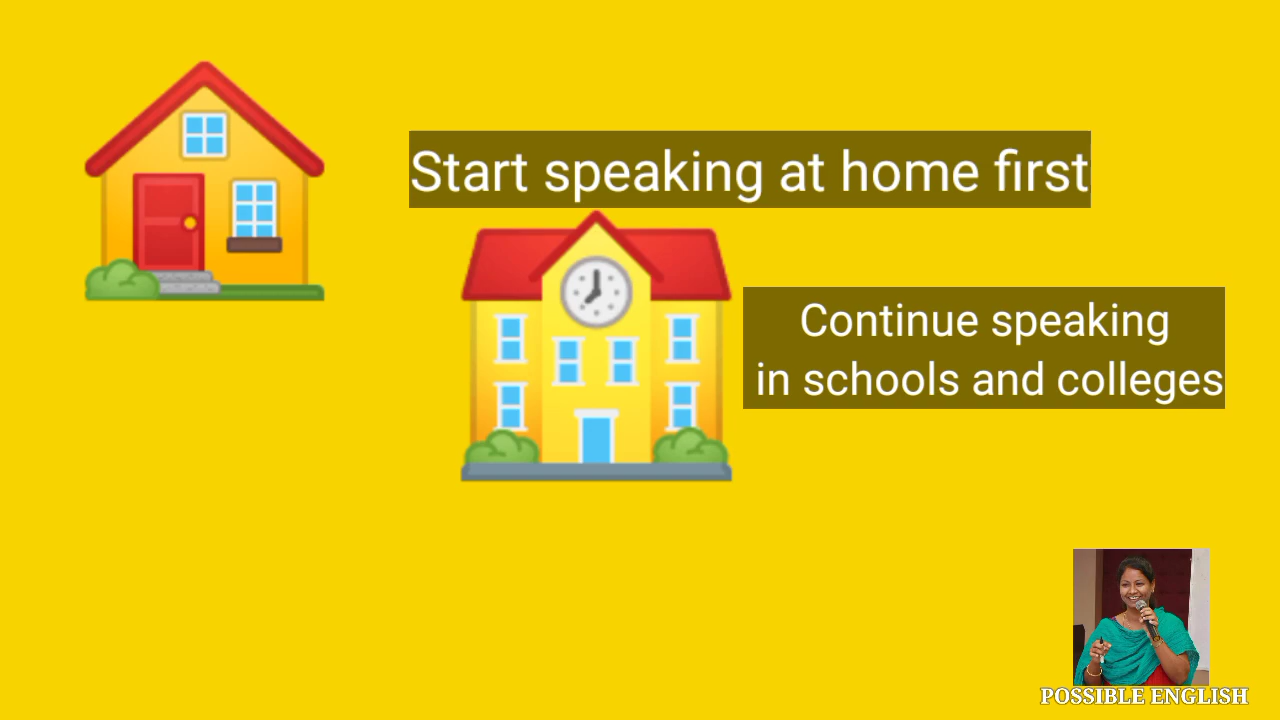 Start speaking at home first
Continue speaking
in schools and colleges
POSSIBLE ENGLISH